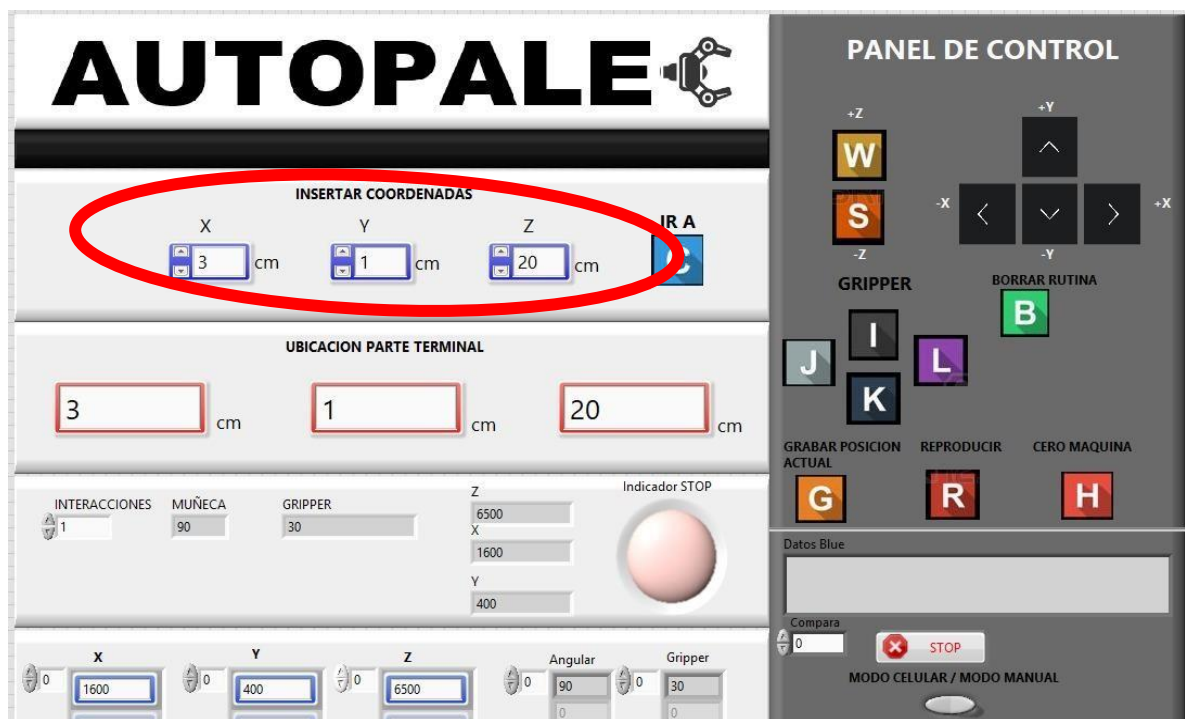 AUTOPALE
PANEL DE CONTROL
+Z
+Y
W
S
-X
+X
-Z
-Y
INSERTAR COORDENADAS
X Y Z
IR A
3 cm 1 cm 20 cm
C
GRIPPER
BORRAR RUTINA
B
I
J
L
K
UBICACION PARTE TERMINAL
3 cm 1 cm 20 cm
GRABAR POSICION
ACTUAL
REPRODUCIR
CERO MAQUINA
G R H
INTERACCIONES MUÑECA GRIPPER
1 90 30
Z
6500
X
1600
Y
400
Indicador STOP
Datos Blue
Compara
0
STOP
MODO CELULAR / MODO MANUAL
X Y Z Angular Gripper
0 1600 0 400 0 6500 0 90 0 30
0 0